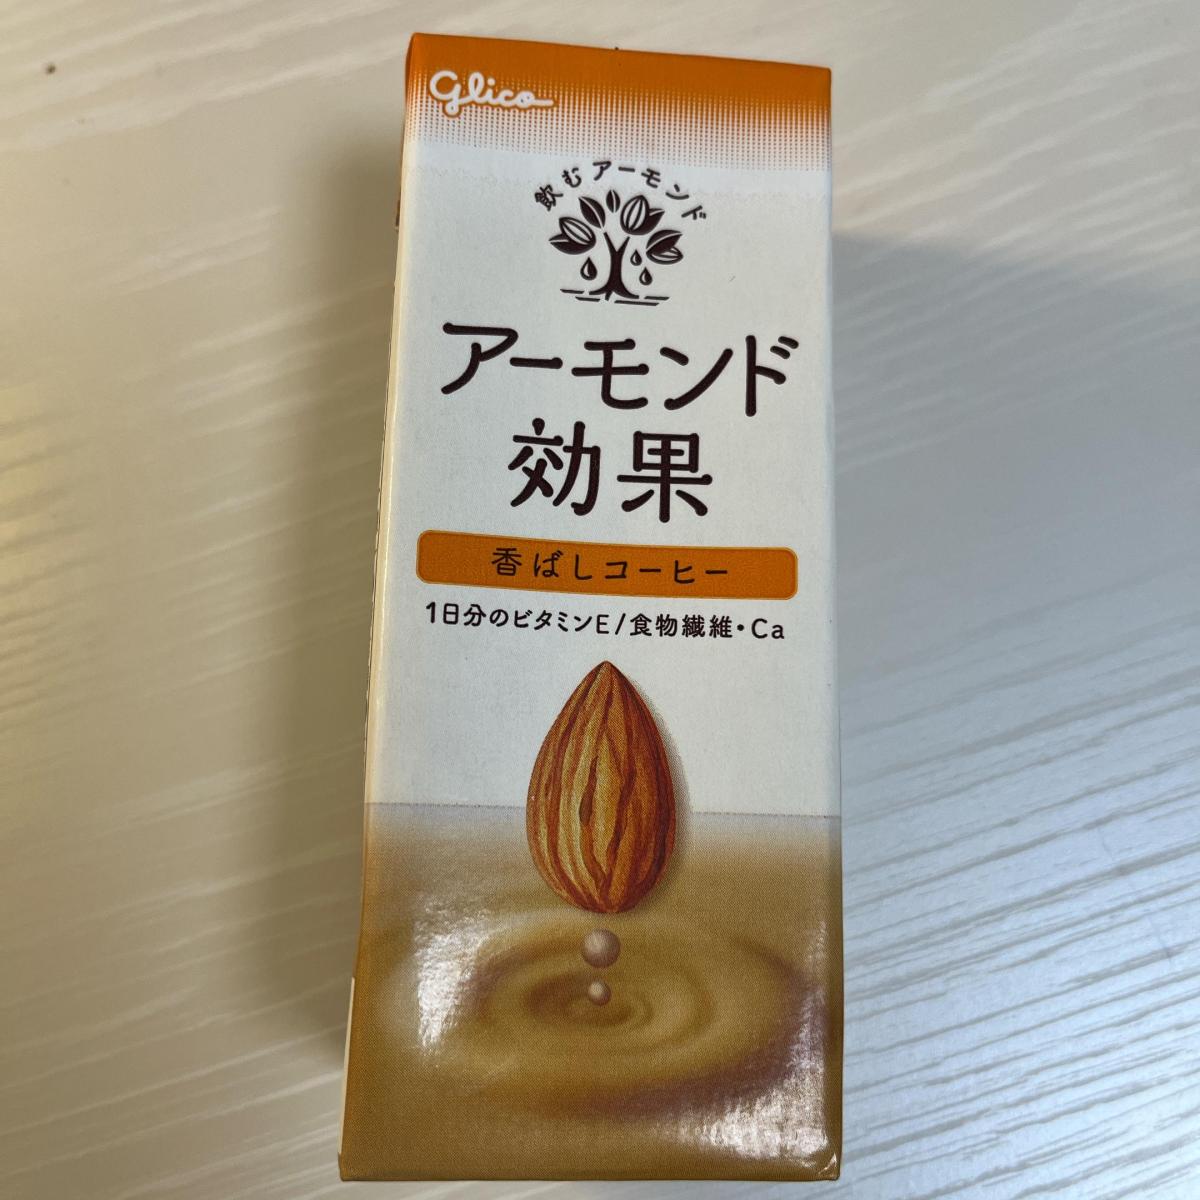 Glico
飲むアーモンド
アーモンド
効果
香ばしコーヒー
1日分のビタミンE/食物繊維・Ca